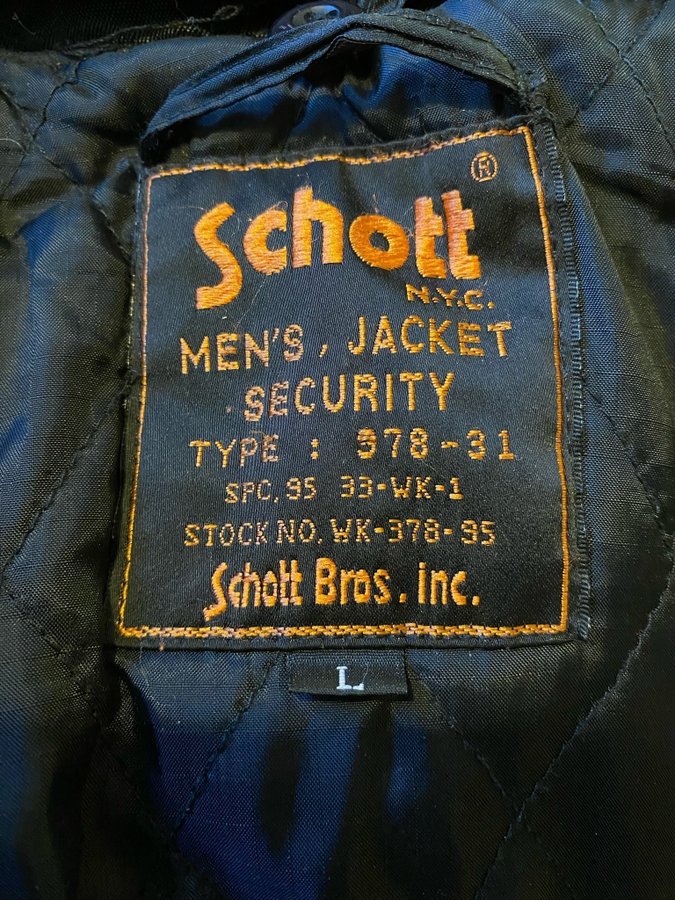 Schott ®
N.Y.C.
MEN'S, JACKET
SECURITY
TYPE : 378-31
SPC. 95 33-WK-1
STOCK NO. WK-378-95
Schott Bros. inc.
L